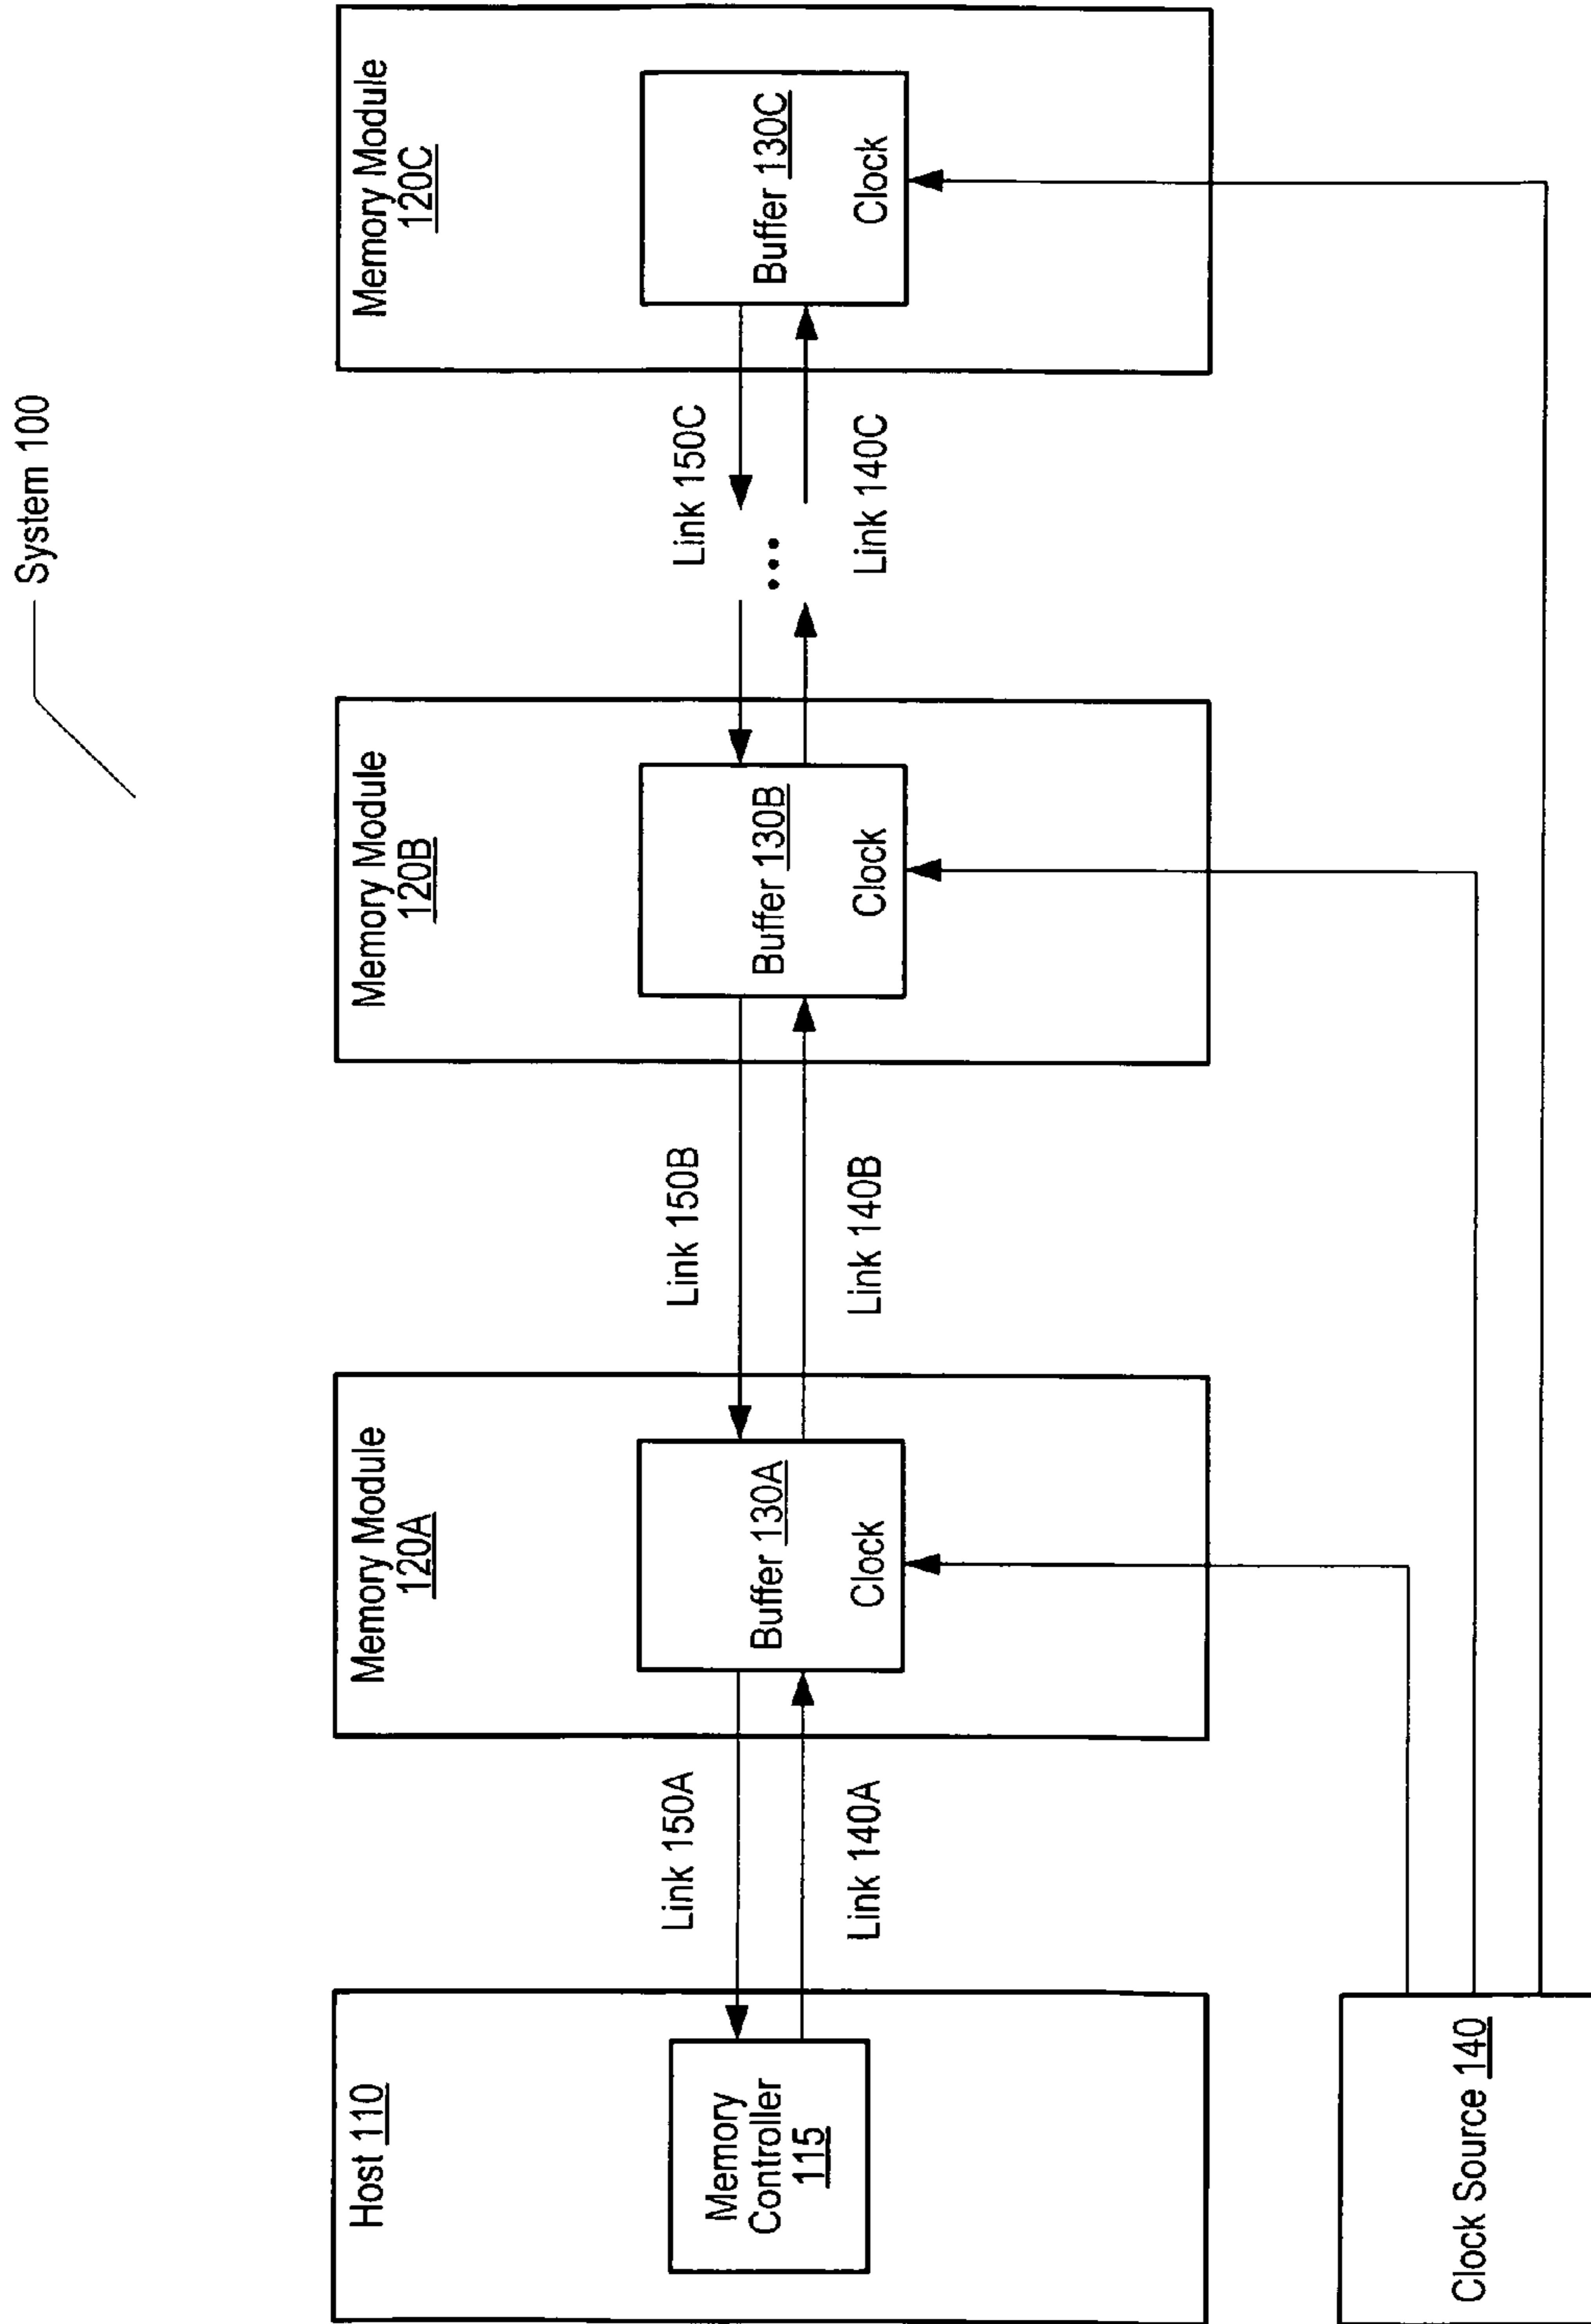 System 100
Host 110
Memory
Controller
115
Link 150A
Link 140A
Memory Module
120A
Buffer 130A
Clock
Link 150B
Link 140B
Memory Module
120B
Buffer 130B
Clock
Link 150C
...
Link 140C
Memory Module
120C
Buffer 130C
Clock
Clock Source 140